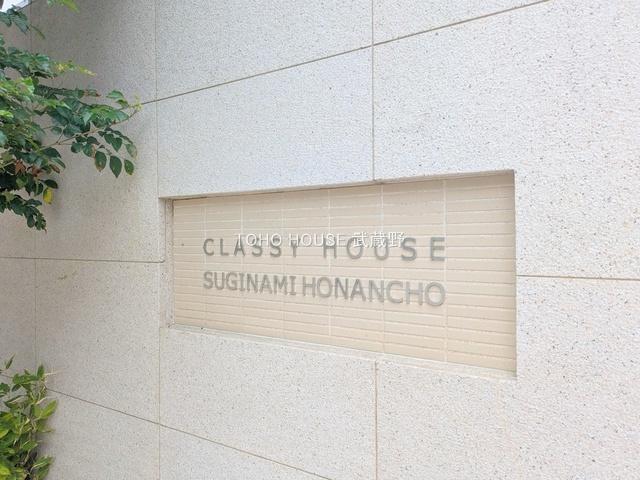 TOHO HOUSE 武蔵野
CLASSY HOUSE
SUGINAMI HONANCHO